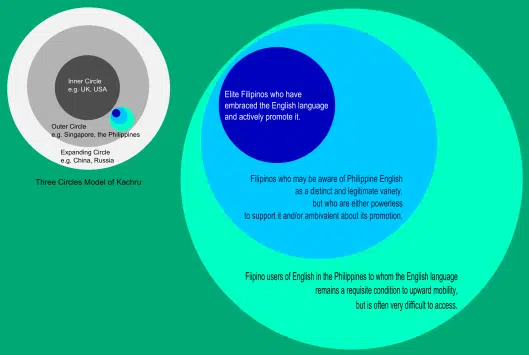 Inner Circle
e.g. UK, USA
Outer Circle
e.g. Singapore, the Philippines
Expanding Circle
e.g. China, Russia
Three Circles Model of Kachru
Elite Filipinos who have
embraced the English language
and actively promote it.
Filipinos who may be aware of Philippine English
as a distinct and legitimate variety,
but who are either powerless
to support it and/or ambivalent about its promotion.
Fiipino users of English in the Philippines to whom the English language
remains a requisite condition to upward mobility,
but is often very difficult to access.